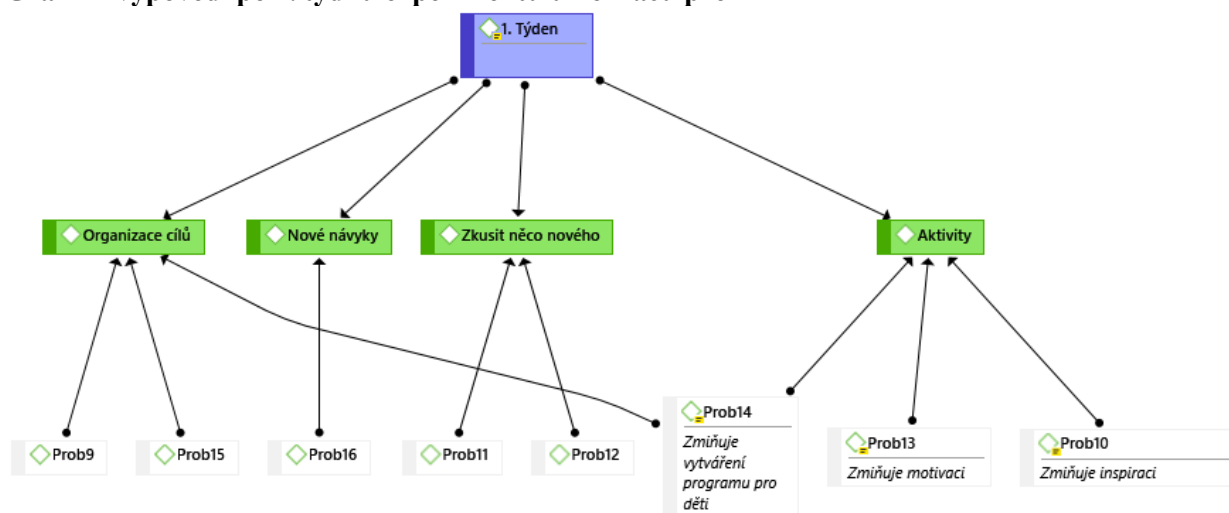 1. Týden
Organizace cílů
Nové návyky
Zkusit něco nového
Aktivity
Prob9
Prob15
Prob16
Prob11
Prob12
Prob14
Zmiňuje
vytváření
programu pro
děti
Prob13
Zmiňuje motivaci
Prob10
Zmiňuje inspiraci